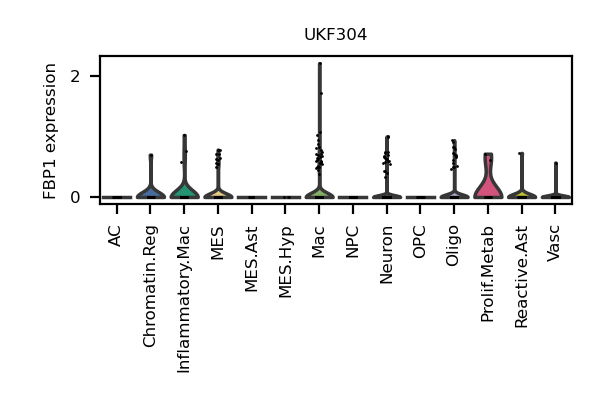 UKF304
FBP1 expression
2
0
AC
Chromatin.Reg
Inflammatory.Mac
MES
MES.Ast
MES.Hyp
Mac
NPC
Neuron
OPC
Oligo
Prolif.Metab
Reactive.Ast
Vasc